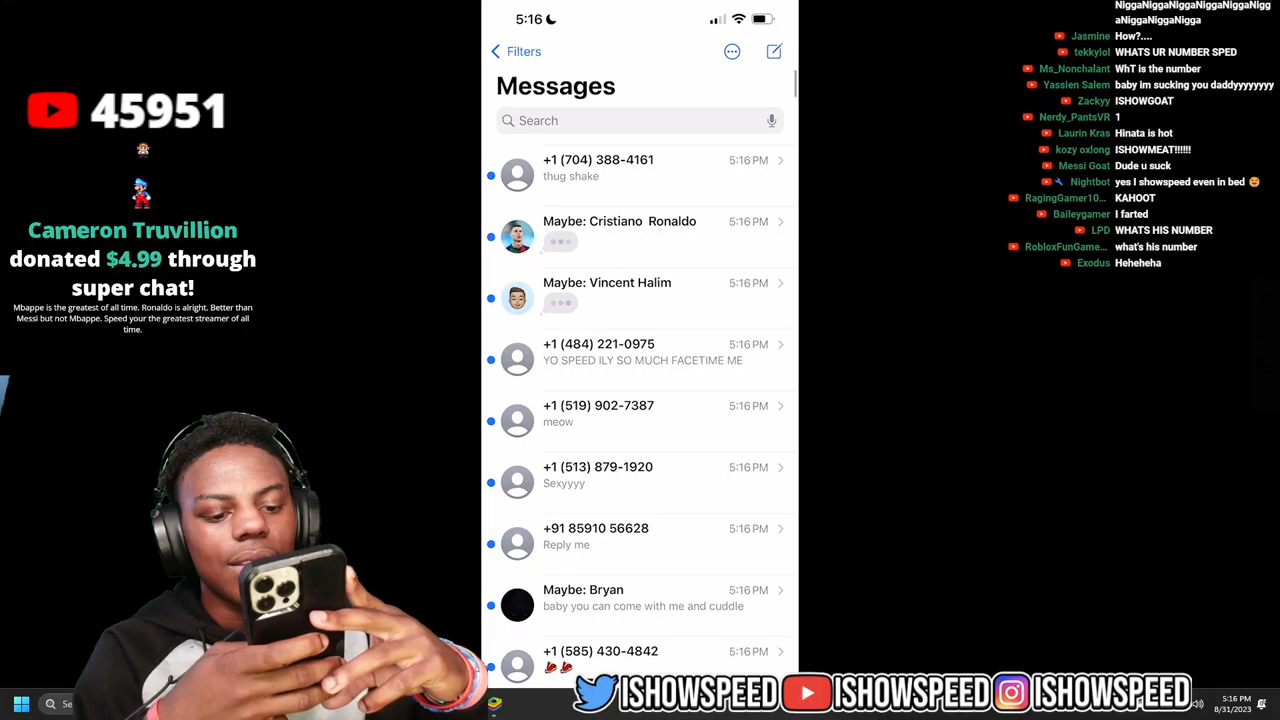 45951
Cameron Truvillion
donated $4.99 through
super chat!
Mbappe is the greatest of all time. Ronaldo is alright. Better than
Messi but not Mbappe. Speed your the greatest streamer of all
time.
5:16
Filters
Messages
Search
+1 (704) 388-4161 5:16 PM
thug shake
Maybe: Cristiano Ronaldo 5:16 PM
Maybe: Vincent Halim 5:16 PM
+1 (484) 221-0975 5:16 PM
YO SPEED ILY SO MUCH FACETIME ME
+1 (519) 902-7387 5:16 PM
meow
+1 (513) 879-1920 5:16 PM
Sexyyyy
+91 85910 56628 5:16 PM
Reply me
Maybe: Bryan 5:16 PM
baby you can come with me and cuddle
+1 (585) 430-4842 5:16 PM
NiggaNiggaNiggaNiggaNiggaNigg
aNiggaNiggaNigga
Jasmine How?....
tekkylol WHATS UR NUMBER SPED
Ms_Nonchalant WhT is the number
Yassien Salem baby im sucking you daddyyyyyyy
Zackyy ISHOWGOAT
Nerdy_PantsVR 1
Laurin Kras Hinata is hot
kozy oxlong ISHOWMEAT!!!!!!
Messi Goat Dude u suck
Nightbot yes I showspeed even in bed 🥵
RagingGamer10... KAHOOT
Baileygamer I farted
LPD WHATS HIS NUMBER
RobloxFunGame... what's his number
Exodus Heheheha
ISHOWSPEED ISHOWSPEED ISHOWSPEED
Se
5:16 PM
8/31/2023